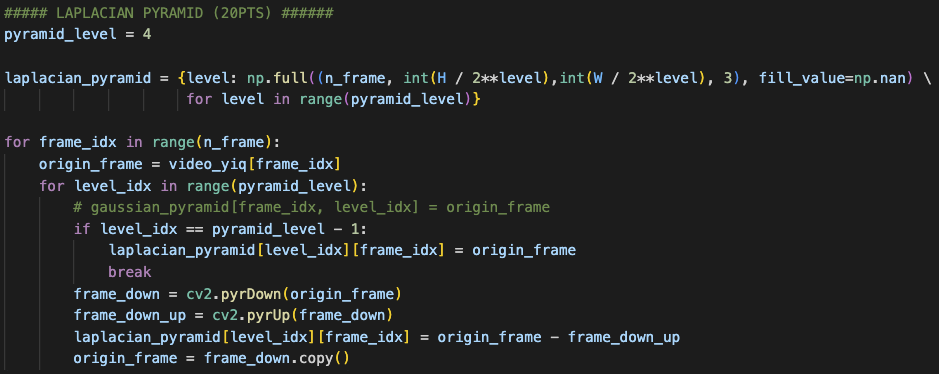 ##### LAPLACIAN PYRAMID (20PTS) ######
pyramid_level = 4

laplacian_pyramid = {level: np.full((n_frame, int(H / 2**level),int(W / 2**level), 3), fill_value=np.nan) \
                     for level in range(pyramid_level)}

for frame_idx in range(n_frame):
    origin_frame = video_yiq[frame_idx]
    for level_idx in range(pyramid_level):
        # gaussian_pyramid[frame_idx, level_idx] = origin_frame
        if level_idx == pyramid_level - 1:
            laplacian_pyramid[level_idx][frame_idx] = origin_frame
            break
        frame_down = cv2.pyrDown(origin_frame)
        frame_down_up = cv2.pyrUp(frame_down)
        laplacian_pyramid[level_idx][frame_idx] = origin_frame - frame_down_up
        origin_frame = frame_down.copy()